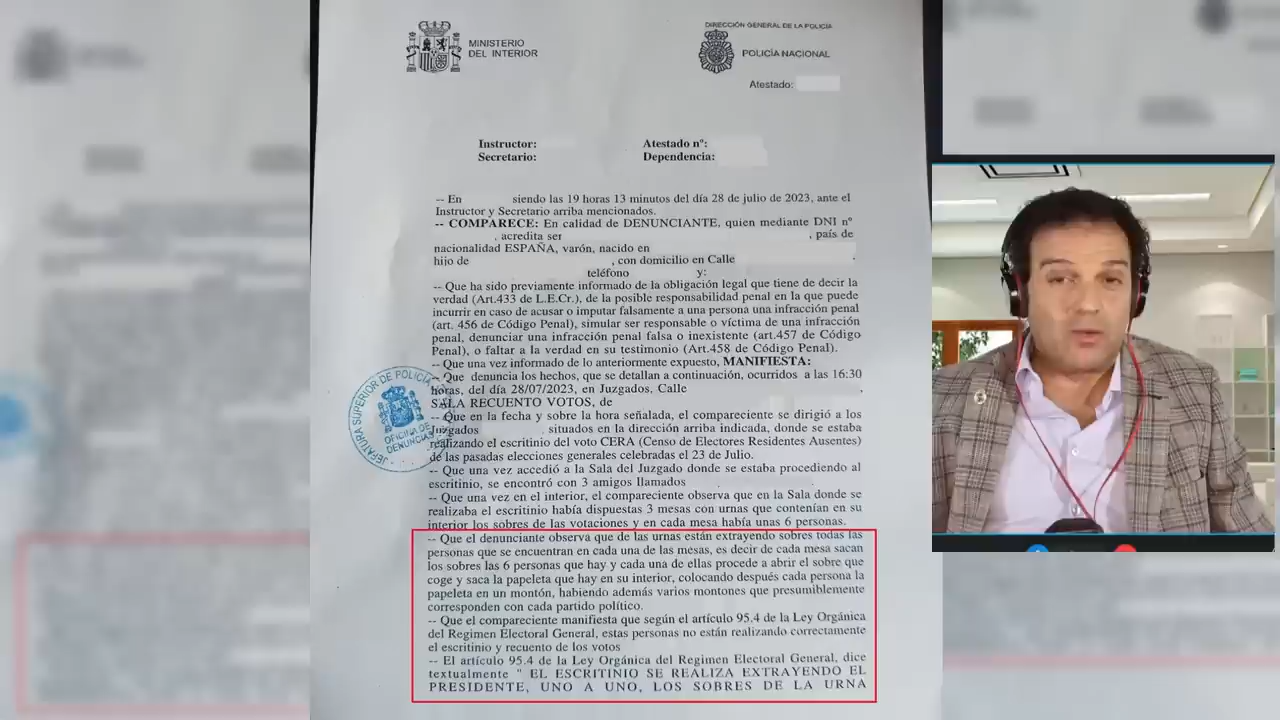 MINISTERIO
DEL INTERIOR
DIRECCIÓN GENERAL DE LA POLICÍA
POLICÍA NACIONAL
Atestado:
Instructor:
Secretario:
Atestado nº:
Dependencia:
-- En siendo las 19 horas 13 minutos del día 28 de julio de 2023, ante el
Instructor y Secretario arriba mencionados.
-- COMPARECE: En calidad de DENUNCIANTE, quien mediante DNI nº
, acredita ser , país de
nacionalidad ESPAÑA, varón, nacido en
hijo de , con domicilio en Calle .
teléfono y:
-- Que ha sido previamente informado de la obligación legal que tiene de decir la
verdad (Art.433 de L.E.Cr.), de la posible responsabilidad penal en la que puede
incurrir en caso de acusar o imputar falsamente a una persona una infracción penal
(art. 456 de Código Penal), simular ser responsable o víctima de una infracción
penal, denunciar una infracción penal falsa o inexistente (art.457 de Código
Penal), o faltar a la verdad en su testimonio (Art.458 de Código Penal).
-- Que una vez informado de lo anteriormente expuesto, MANIFIESTA:
-- Que denuncia los hechos, que se detallan a continuación, ocurridos a las 16:30
horas, del día 28/07/2023, en Juzgados, Calle
SALA RECUENTO VOTOS, de
-- Que en la fecha y sobre la hora señalada, el compareciente se dirigió a los
Juzgados , situados en la dirección arriba indicada, donde se estaba
realizando el escritinio del voto CERA (Censo de Electores Residentes Ausentes)
de las pasadas elecciones generales celebradas el 23 de Julio.
-- Que una vez accedió a la Sala del Juzgado donde se estaba procediendo al
escritinio, se encontró con 3 amigos llamados
-- Que una vez en el interior, el compareciente observa que en la Sala donde se
realizaba el escritinio había dispuestas 3 mesas con urnas que contenían en su
interior los sobres de las votaciones y en cada mesa había unas 6 personas.
-- Que el denunciante observa que de las urnas están extrayendo sobres todas las
personas que se encuentran en cada una de las mesas, es decir de cada mesa sacan
los sobres las 6 personas que hay y cada una de ellas procede a abrir el sobre que
coge y saca la papeleta que hay en su interior, colocando después cada persona la
papeleta en un montón, habiendo además varios montones que presumiblemente
corresponden con cada partido político.
-- Que el compareciente manifiesta que según el artículo 95.4 de la Ley Orgánica
del Regimen Electoral General, estas personas no están realizando correctamente
el escritinio y recuento de los votos
-- El artículo 95.4 de la Ley Orgánica del Regimen Electoral General, dice
textualmente " EL ESCRITINIO SE REALIZA EXTRAYENDO EL
PRESIDENTE, UNO A UNO, LOS SOBRES DE LA URNA
JEFATURA SUPERIOR DE POLICÍA
OFICINA DE
DENUNCIAS